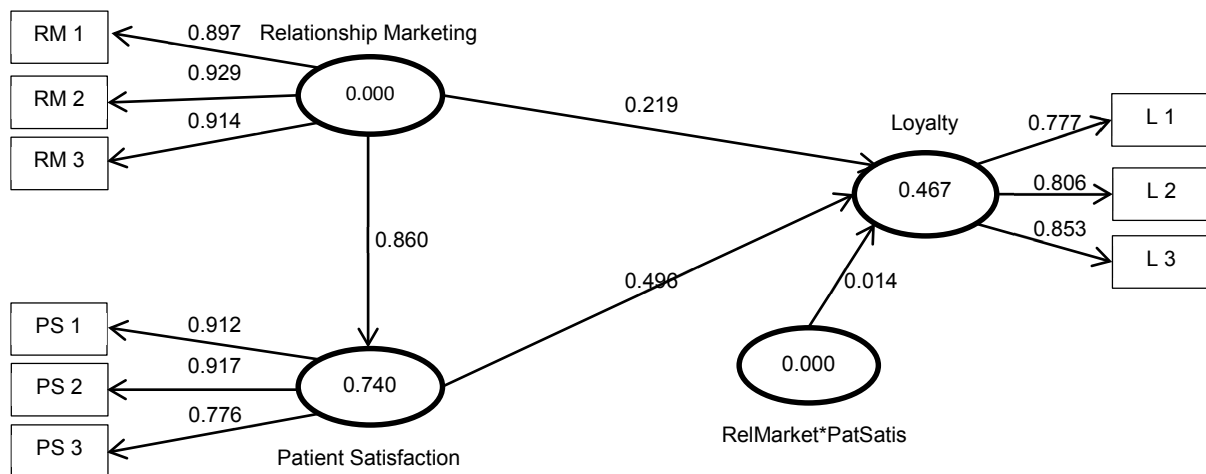 RM 1
0.897
Relationship Marketing
RM 2
0.929
0.000
RM 3
0.914
0.219
Loyalty
0.777
L 1
0.467
0.806
L 2
0.853
L 3
0.860
0.496
0.014
PS 1
0.912
PS 2
0.917
0.740
PS 3
0.776
Patient Satisfaction
0.000
RelMarket*PatSatis